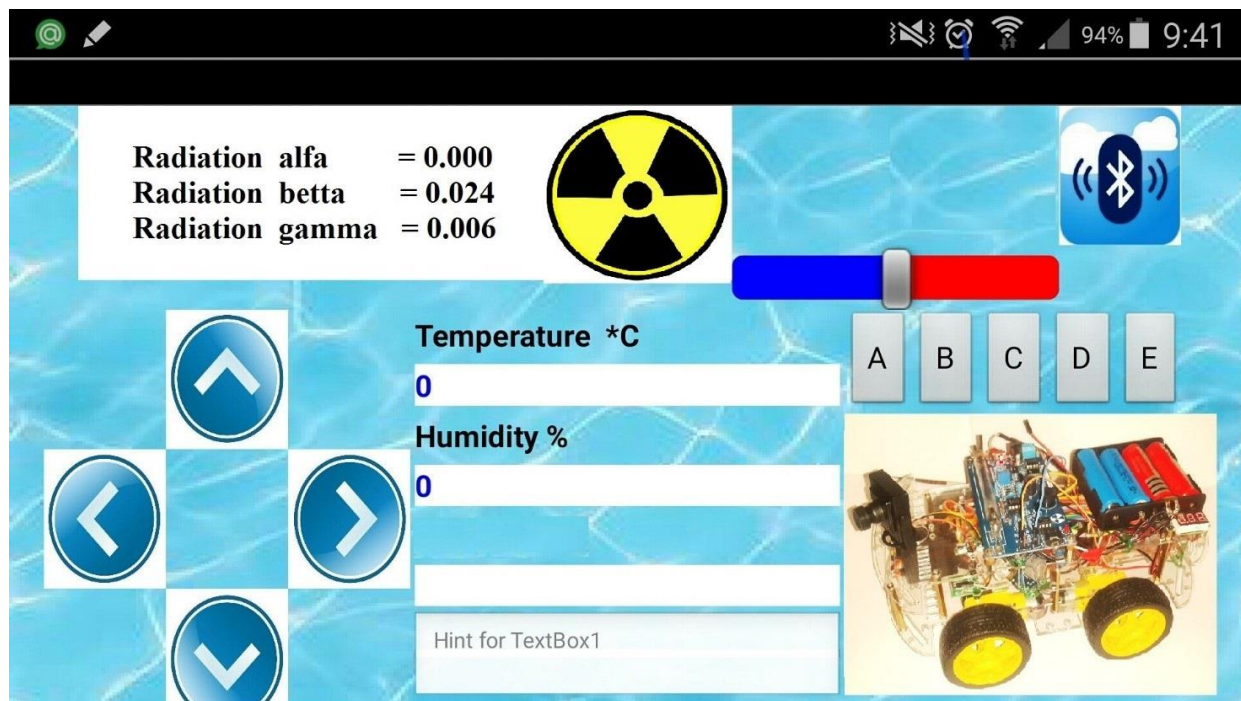 94% 9:41
Radiation alfa = 0.000
Radiation betta = 0.024
Radiation gamma = 0.006
Temperature *C
0
Humidity %
0
Hint for TextBox1
A B C D E